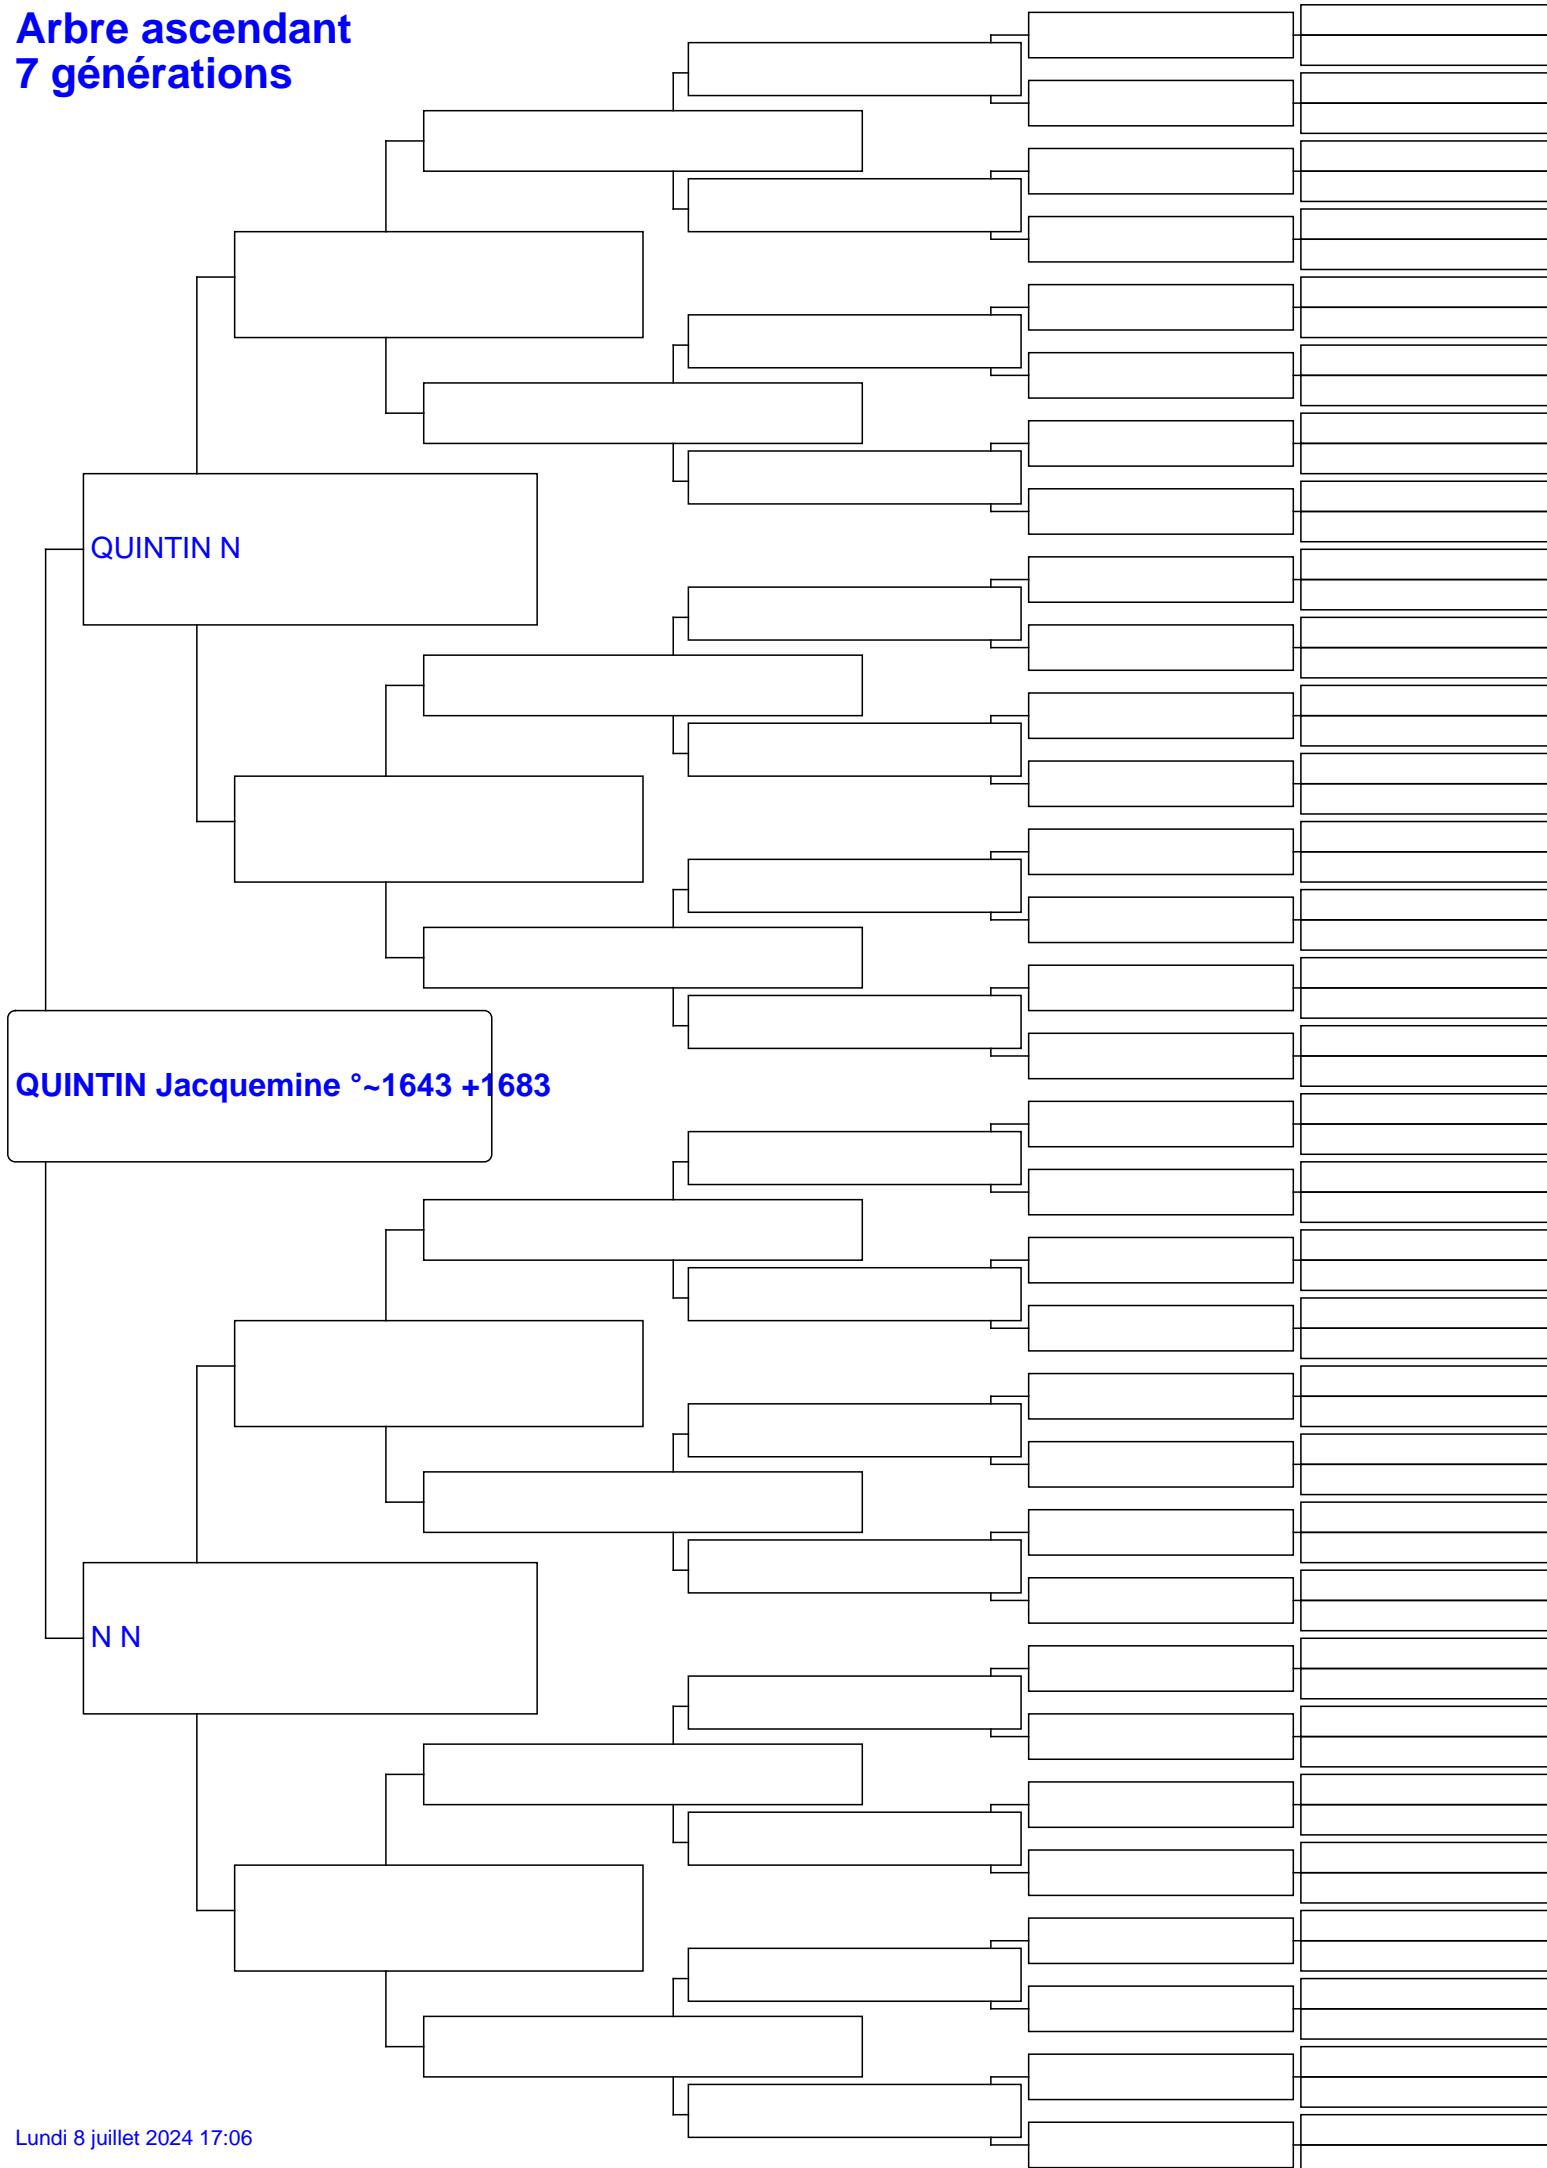 Arbre ascendant
7 générations
QUINTIN N
QUINTIN Jacquemine °~1643 +1683
N N
Lundi 8 juillet 2024 17:06